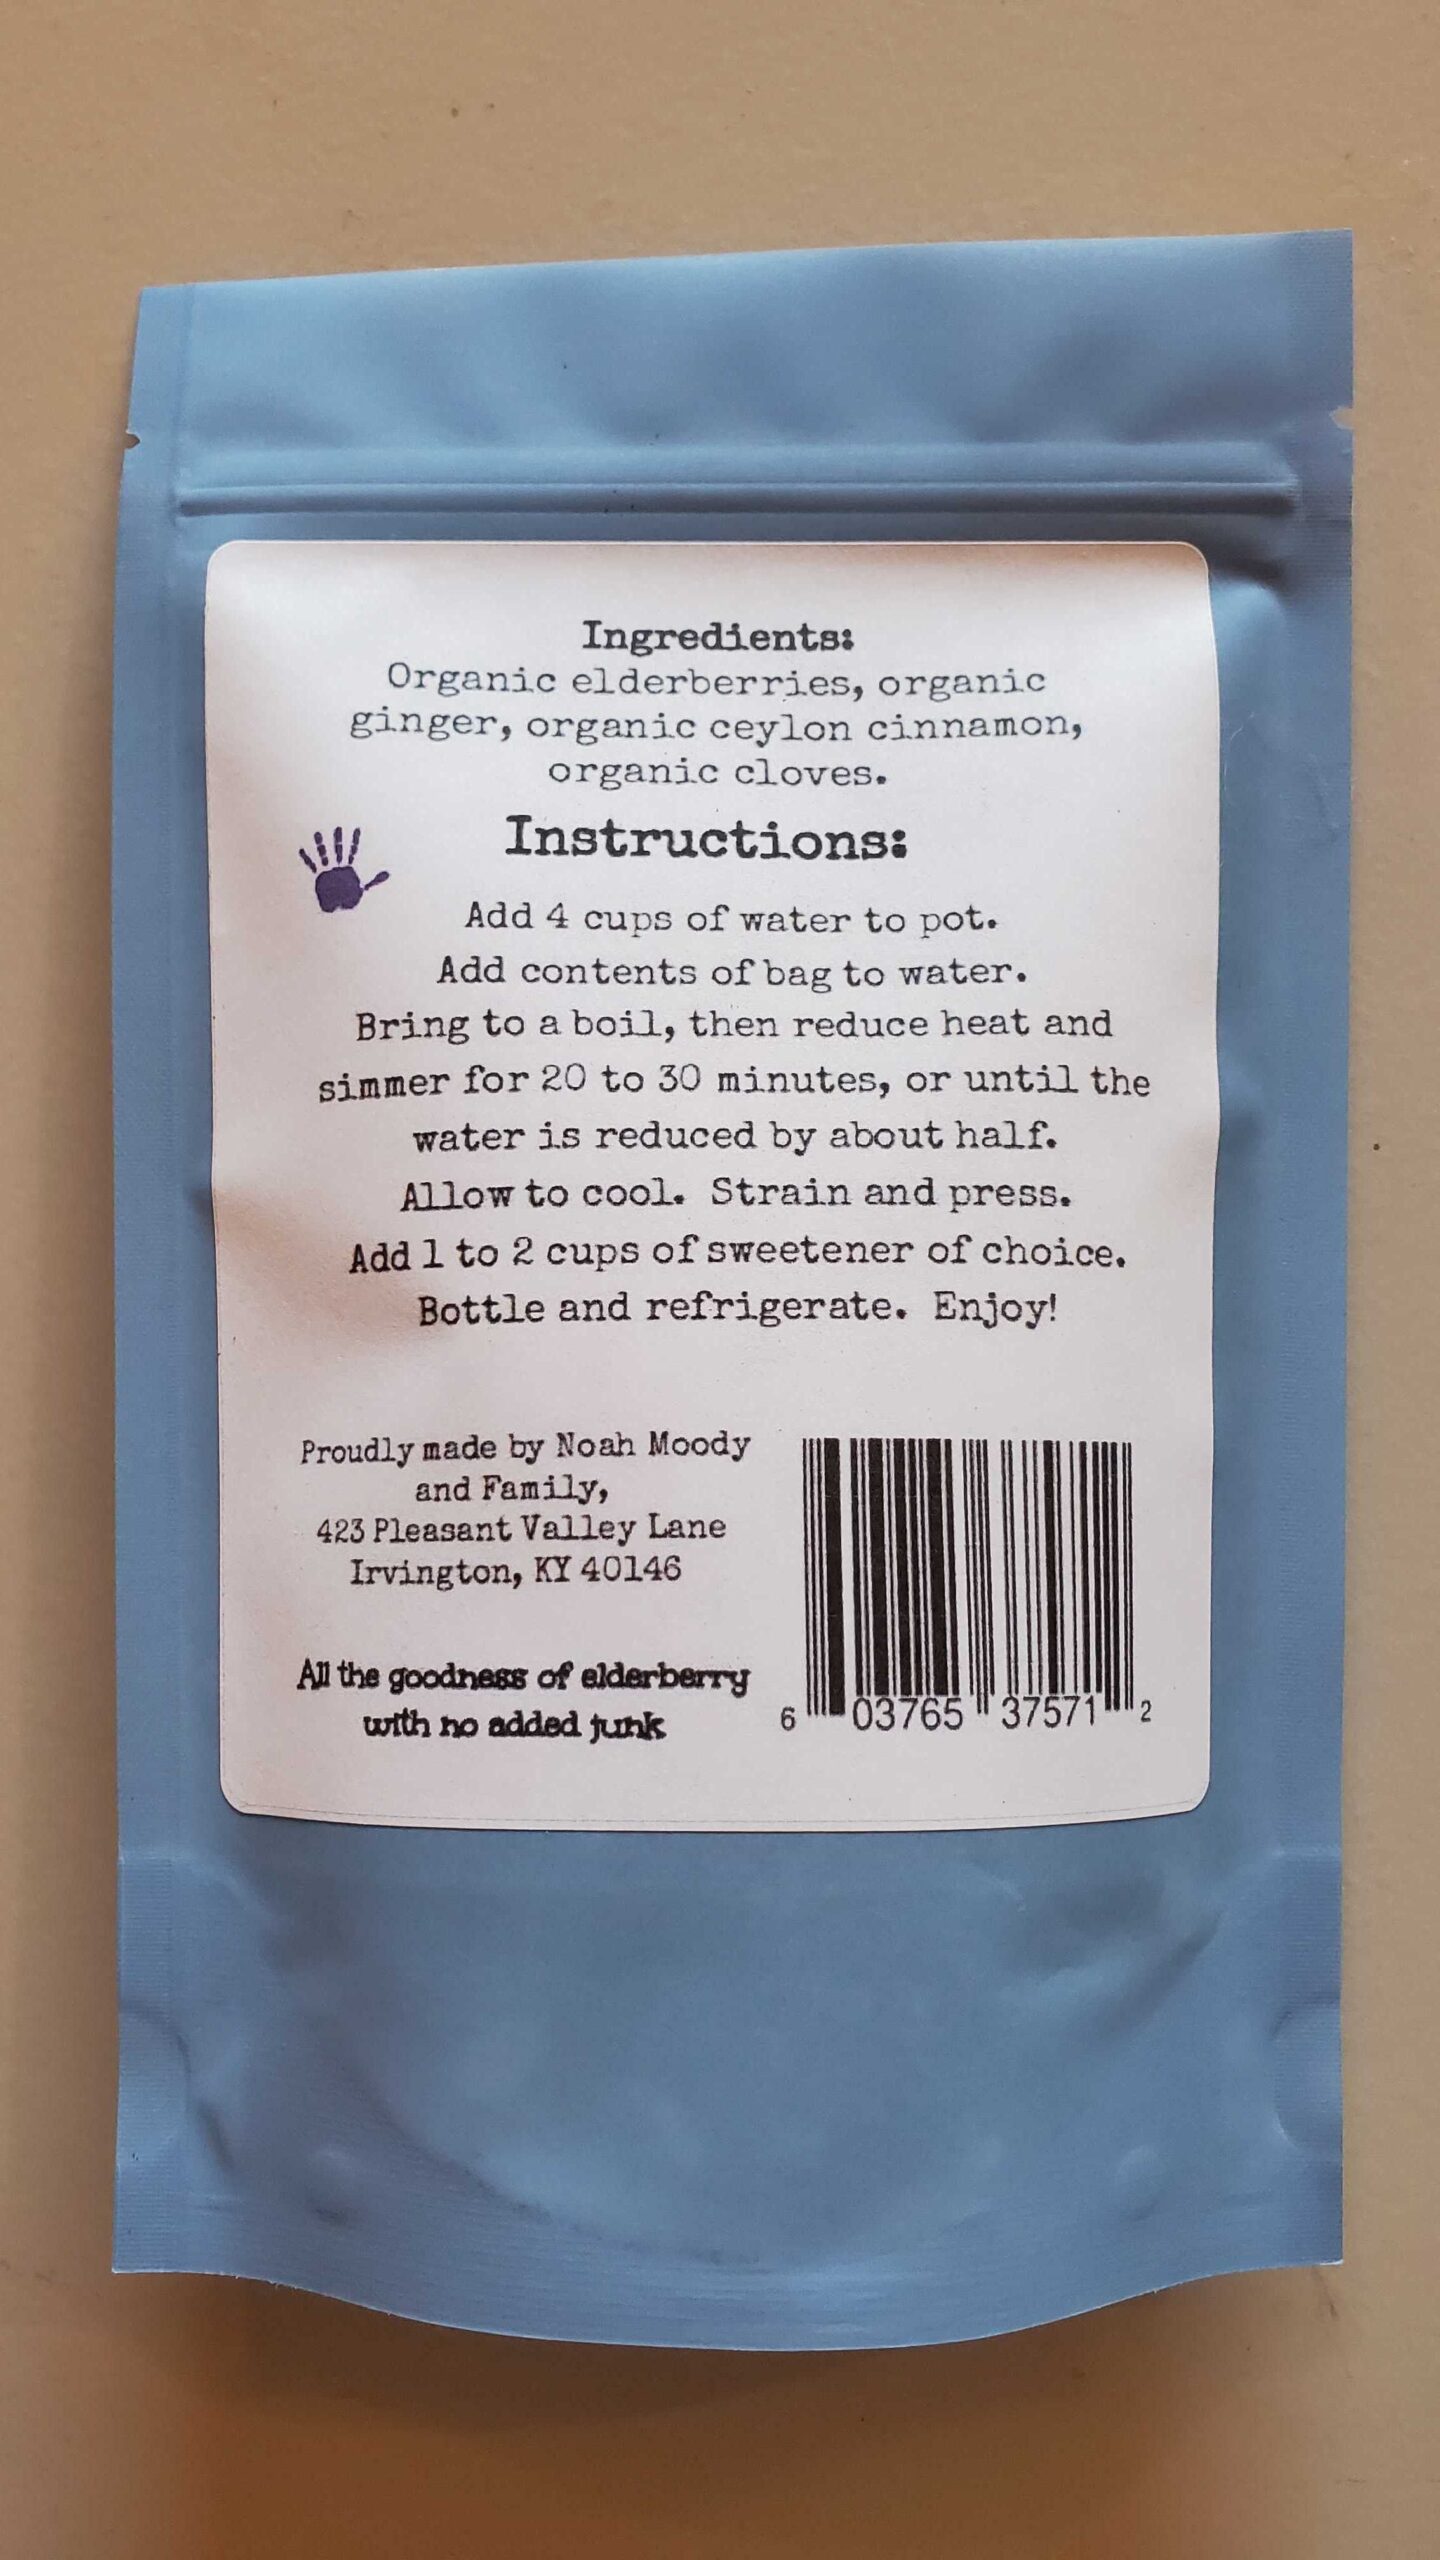 Ingredients:
Organic elderberries, organic
ginger, organic ceylon cinnamon,
organic cloves.
Instructions:
Add 4 cups of water to pot.
Add contents of bag to water.
Bring to a boil, then reduce heat and
simmer for 20 to 30 minutes, or until the
water is reduced by about half.
Allow to cool. Strain and press.
Add 1 to 2 cups of sweetener of choice.
Bottle and refrigerate. Enjoy!
Proudly made by Noah Moody
and Family,
423 Pleasant Valley Lane
Irvington, KY 40146
All the goodness of elderberry
with no added junk
6 03765 37571 2